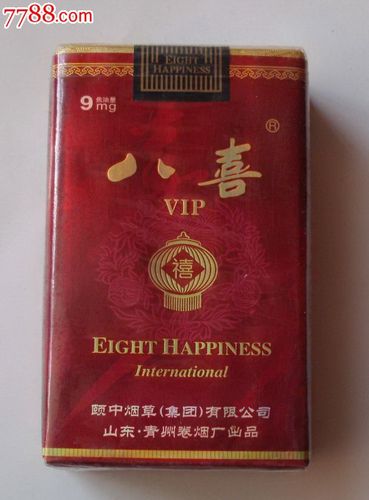 7788.com
EIGHT
HAPPINESS
9mg
焦油量
八喜®
VIP
禧
EIGHT HAPPINESS
International
颐中烟草(集团)有限公司
山东·青州卷烟厂出品